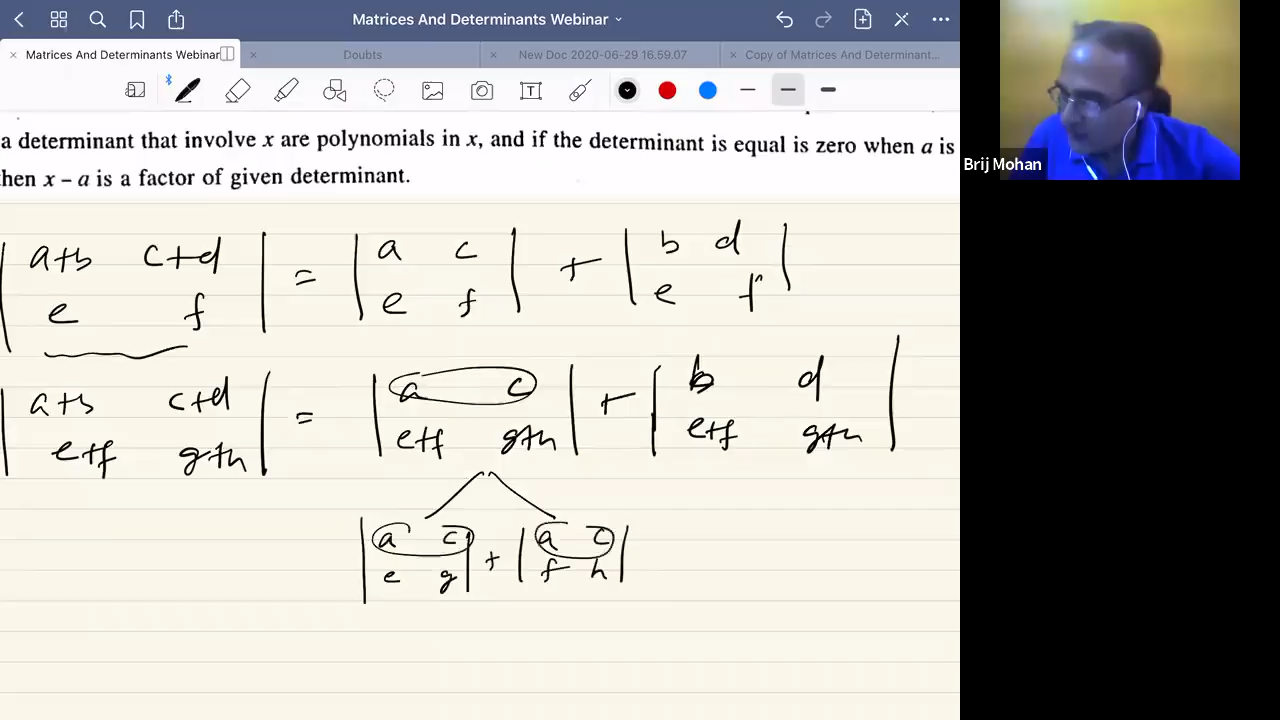 Matrices And Determinants Webinar
Matrices And Determinants Webinar
Doubts
New Doc 2020-06-29 16.59.07
Copy of Matrices And Determinant...
T
a determinant that involve x are polynomials in x, and if the determinant is equal is zero when a is
hen x – a is a factor of given determinant.
Brij Mohan
| a+b c+d | = | a c | + | b d |
| e f | | e f | | e f |
| a+b c+d | = | a c | + | b d |
| e+f g+h | | e+f g+h | | e+f g+h |
| a c | + | a c |
| e g | | f h |